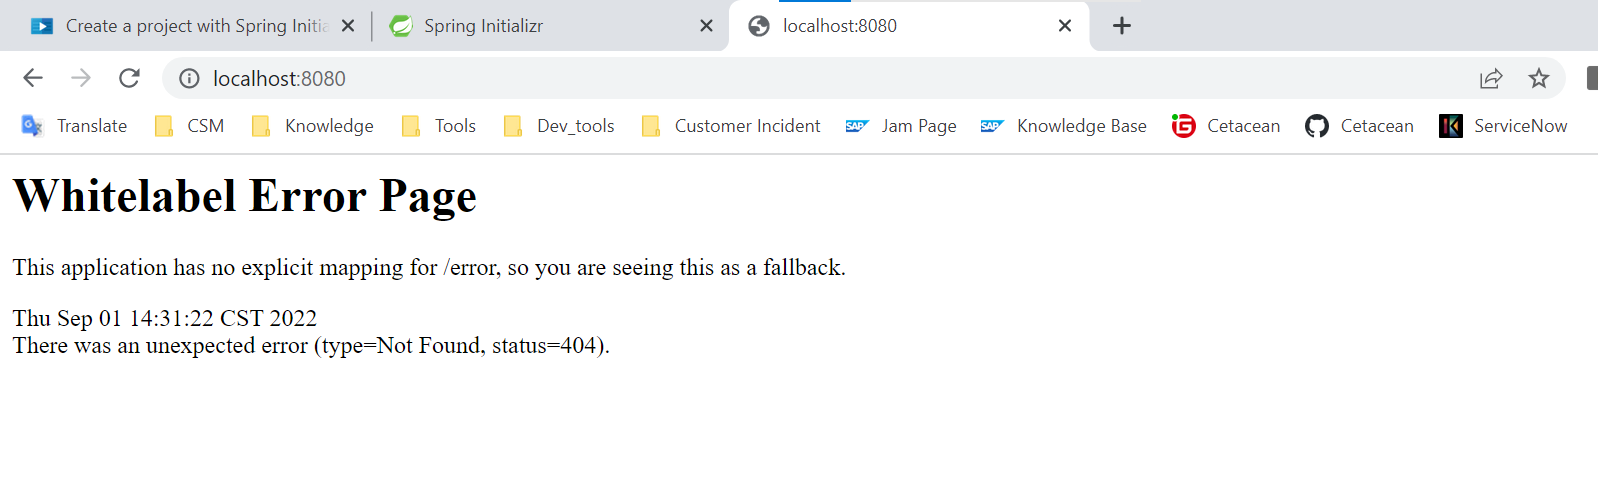 Create a project with Spring Initia
Spring Initializr
localhost:8080
localhost:8080
Translate CSM Knowledge Tools Dev_tools Customer Incident SAP Jam Page SAP Knowledge Base Cetacean Cetacean ServiceNow
Whitelabel Error Page
This application has no explicit mapping for /error, so you are seeing this as a fallback.
Thu Sep 01 14:31:22 CST 2022
There was an unexpected error (type=Not Found, status=404).